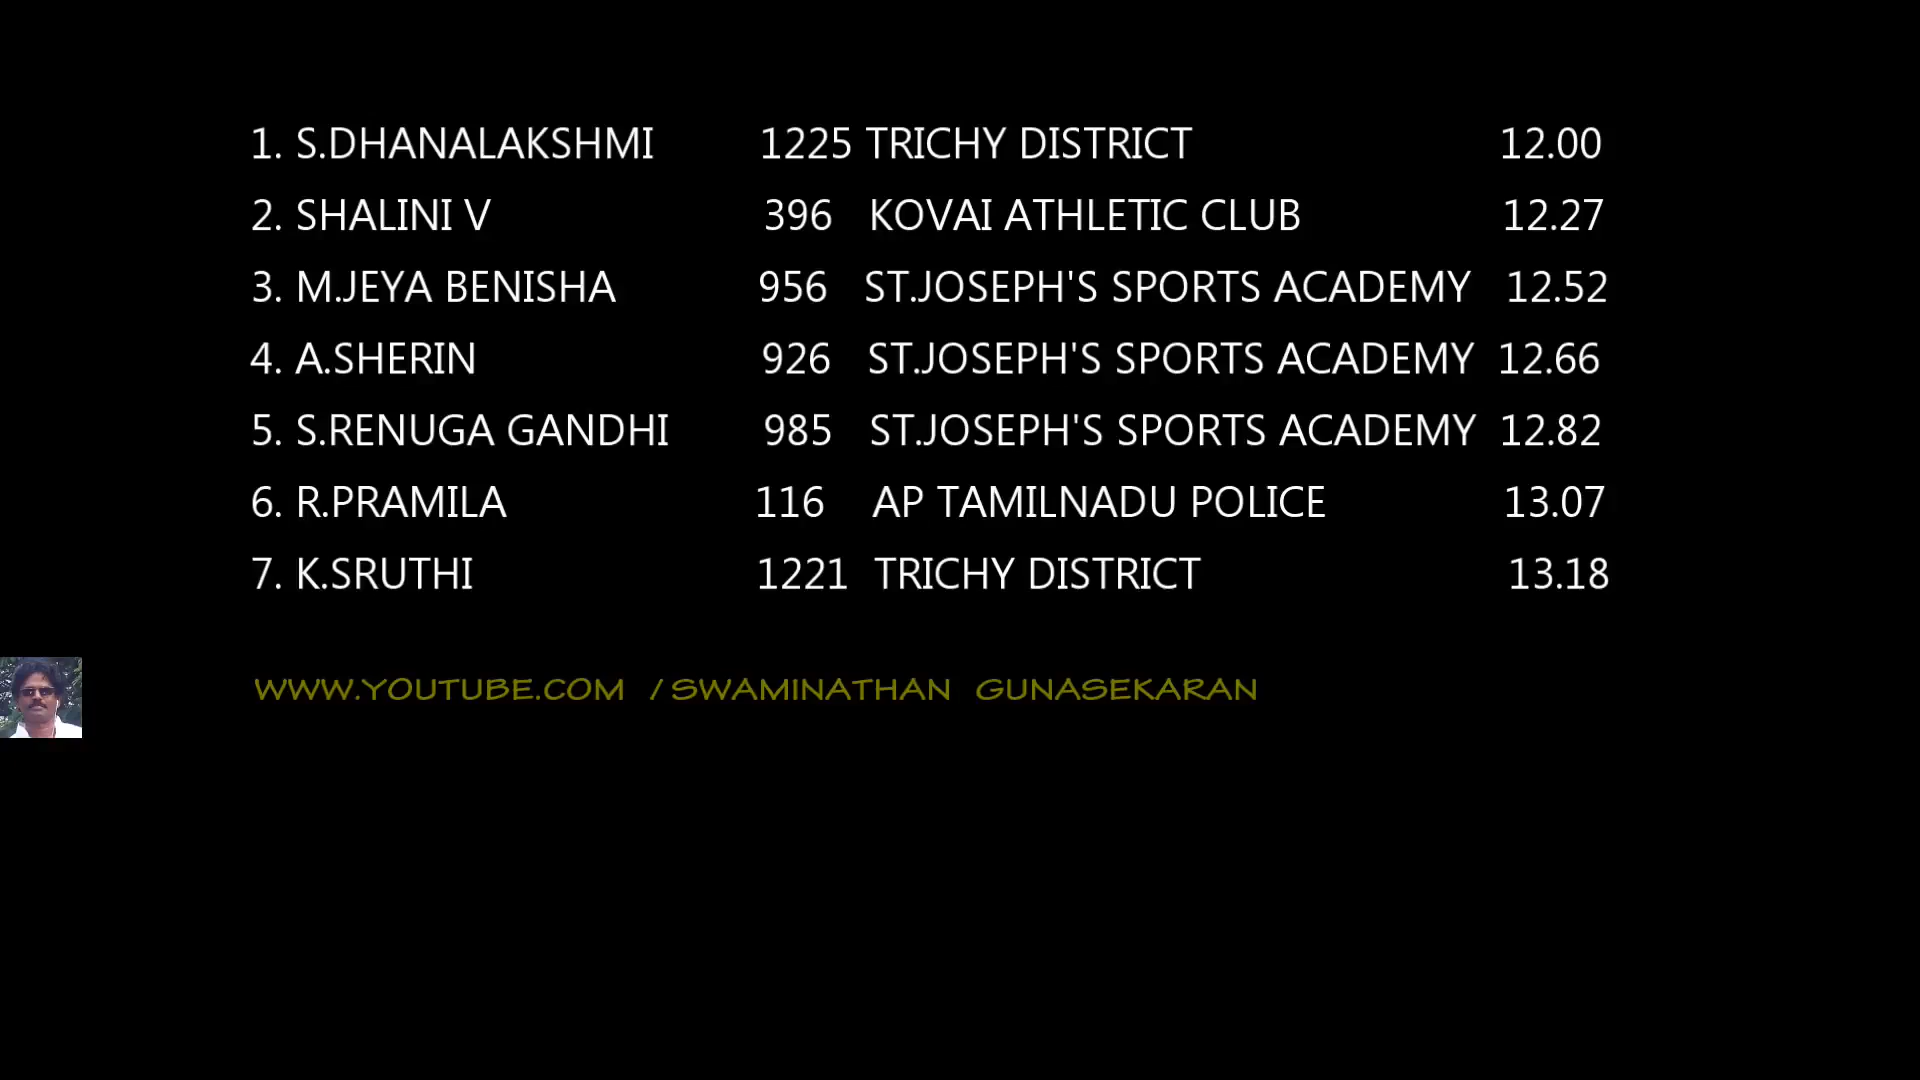 1. S.DHANALAKSHMI 1225 TRICHY DISTRICT 12.00
2. SHALINI V 396 KOVAI ATHLETIC CLUB 12.27
3. M.JEYA BENISHA 956 ST.JOSEPH'S SPORTS ACADEMY 12.52
4. A.SHERIN 926 ST.JOSEPH'S SPORTS ACADEMY 12.66
5. S.RENUGA GANDHI 985 ST.JOSEPH'S SPORTS ACADEMY 12.82
6. R.PRAMILA 116 AP TAMILNADU POLICE 13.07
7. K.SRUTHI 1221 TRICHY DISTRICT 13.18
WWW.YOUTUBE.COM / SWAMINATHAN GUNASEKARAN